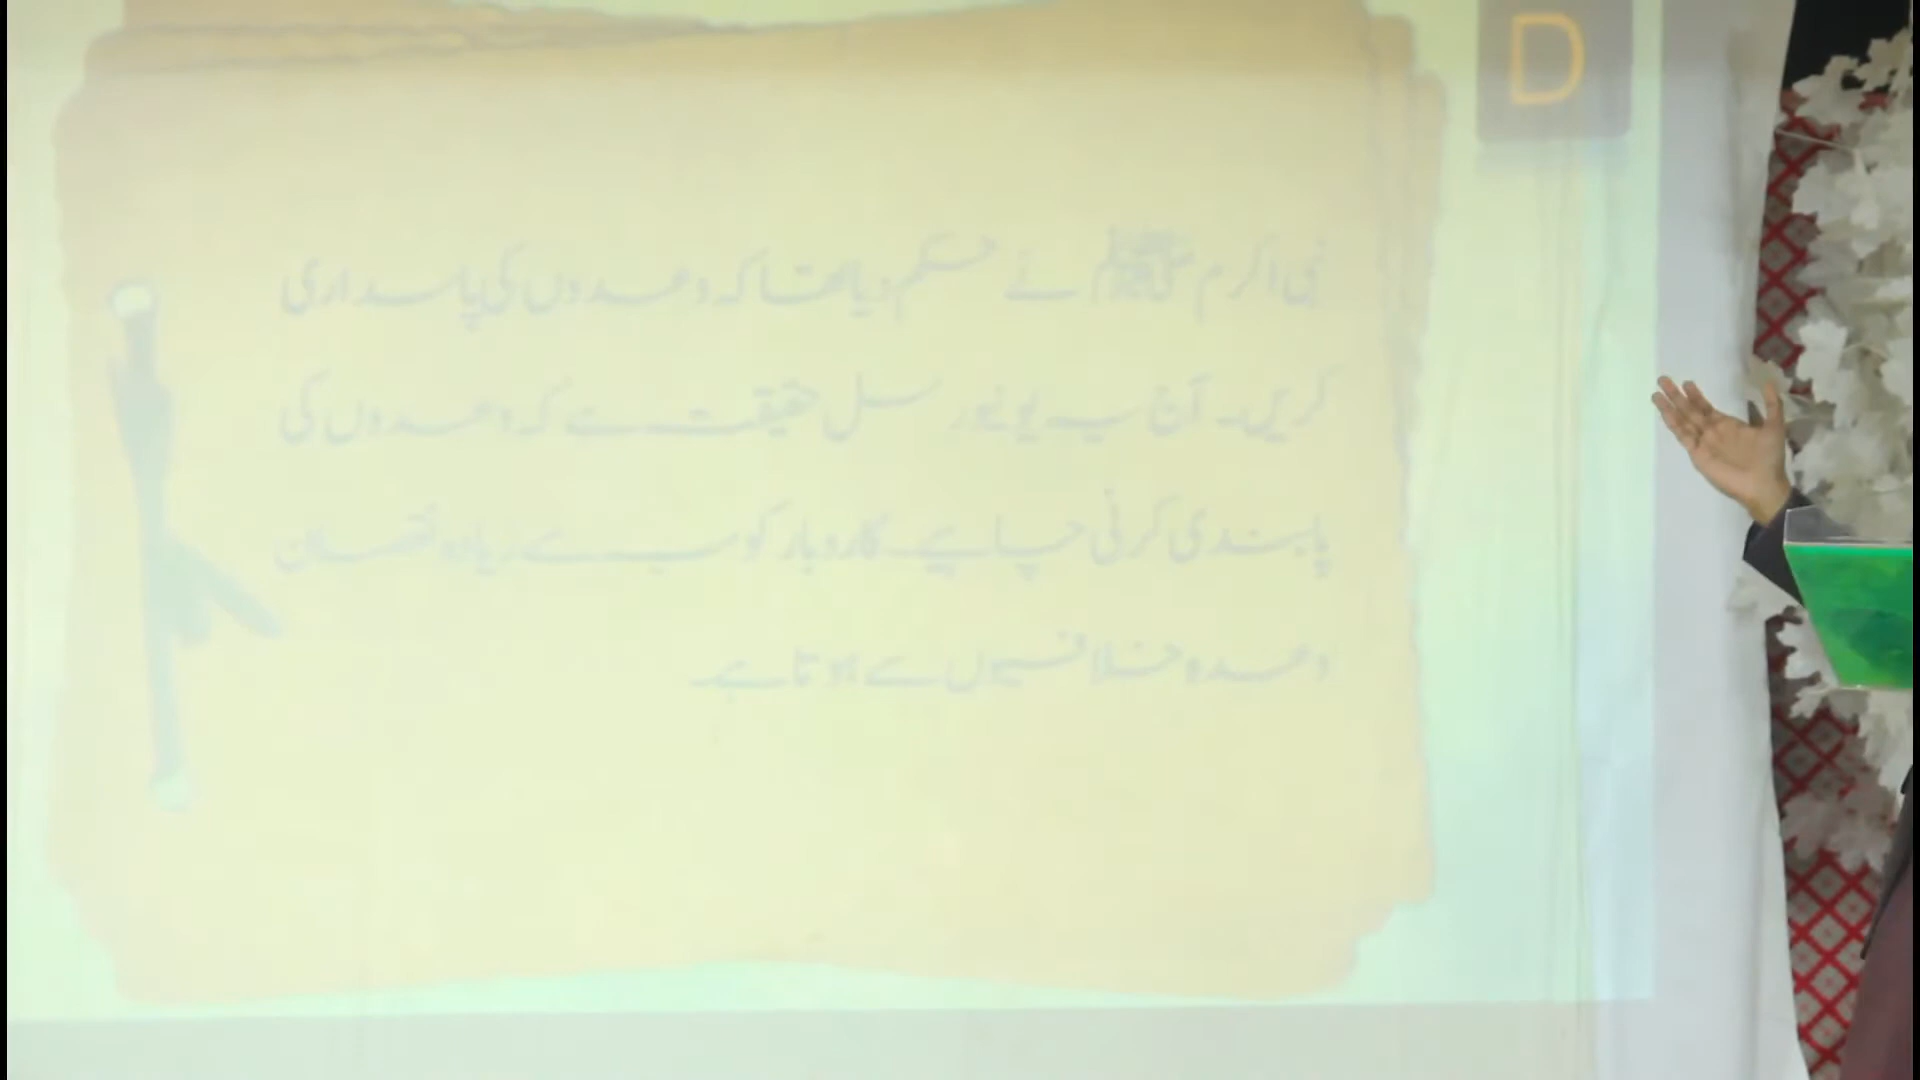 D
نبی اکرم ﷺ نے حکم دیا تھا کہ وعدوں کی پاسداری
کریں۔ آج یہ یونیورسل حقیقت ہے کہ وعدوں کی
پابندی کرنی چاہیے۔ کاروبار کو سب سے زیادہ نقصان
وعدہ خلافیوں سے ہوتا ہے۔